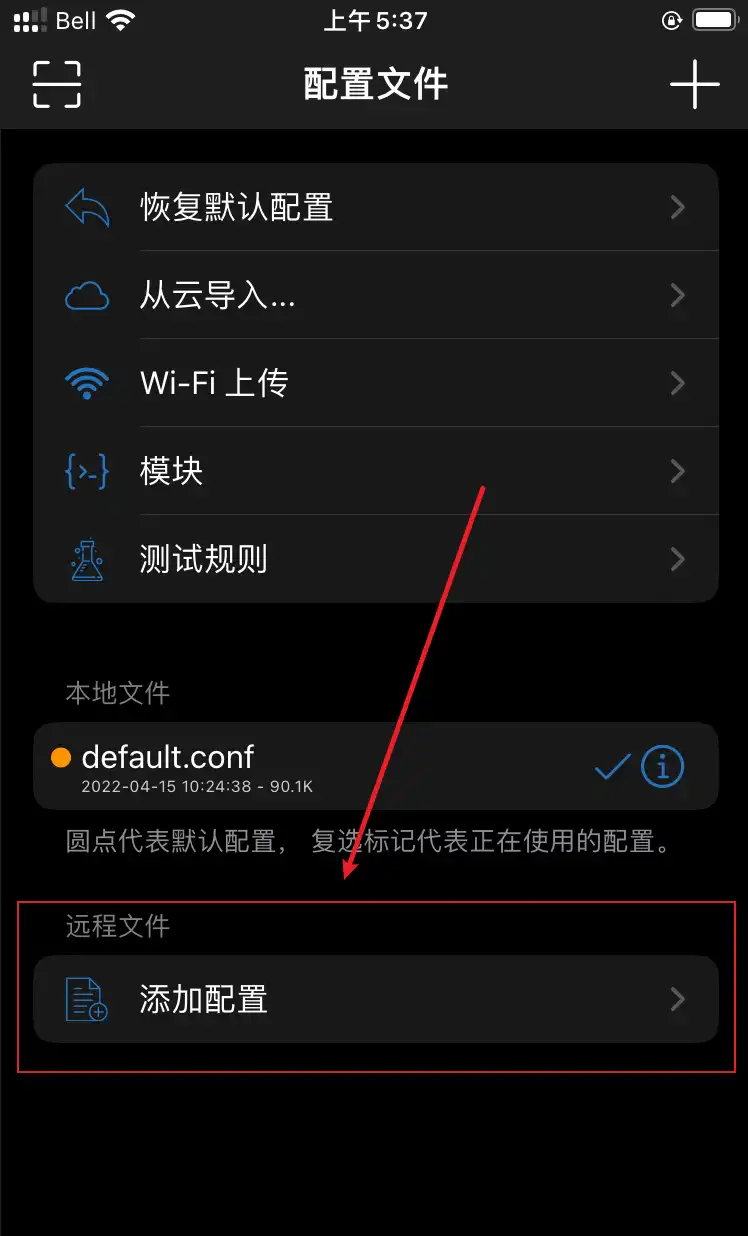 Bell 上午5:37
配置文件
恢复默认配置
从云导入...
Wi-Fi 上传
模块
测试规则
本地文件
default.conf
2022-04-15 10:24:38 - 90.1K
圆点代表默认配置， 复选标记代表正在使用的配置。
远程文件
添加配置